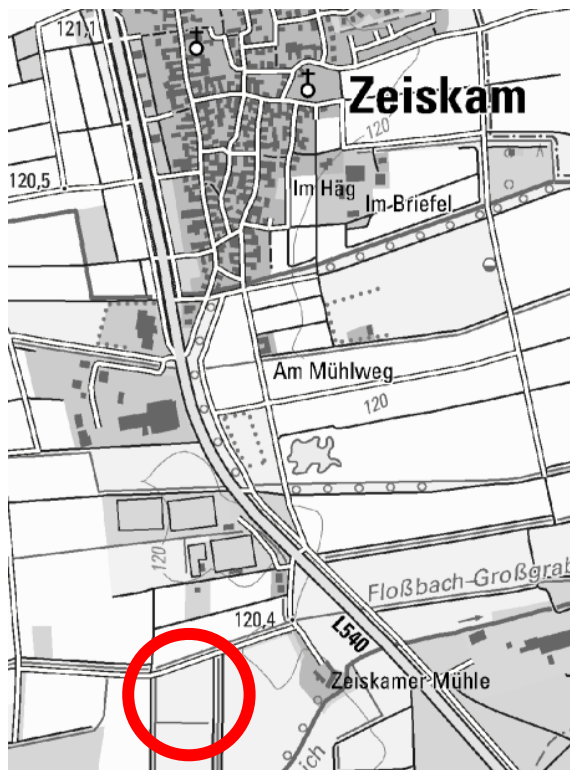 121,1
Zeiskam
120
120,5
Im Häg
Im Briefel
Am Mühlweg
120
120
Floßbach-Großgrab
120,4
L540
Zeiskamer Mühle
ich